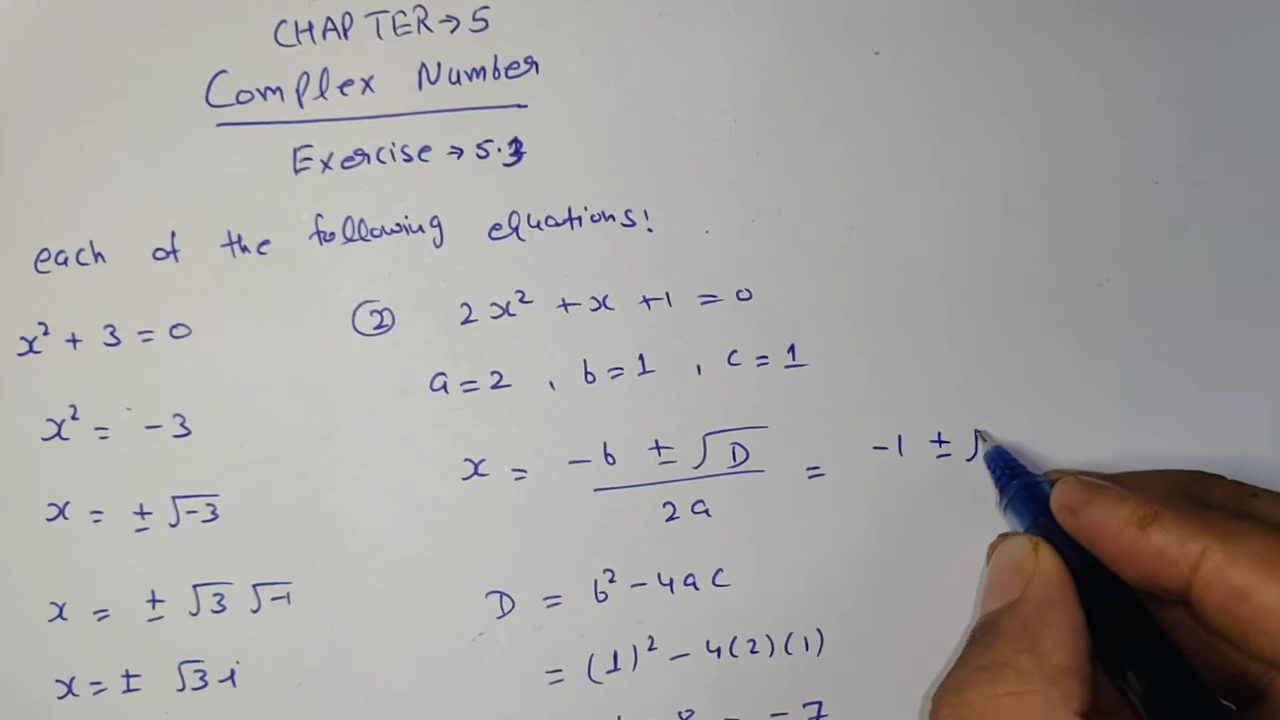 CHAPTER→5
Complex Number
Exercise → 5.3
each of the following equations!
x² + 3 = 0
x² = -3
x = ± √-3
x = ± √3 √-1
x = ± √3 i
② 2x² + x + 1 = 0
a = 2 , b = 1 , c = 1
x = (-b ± √D) / 2a = -1 ± √
D = b² - 4ac
= (1)² - 4(2)(1)
8 = -7